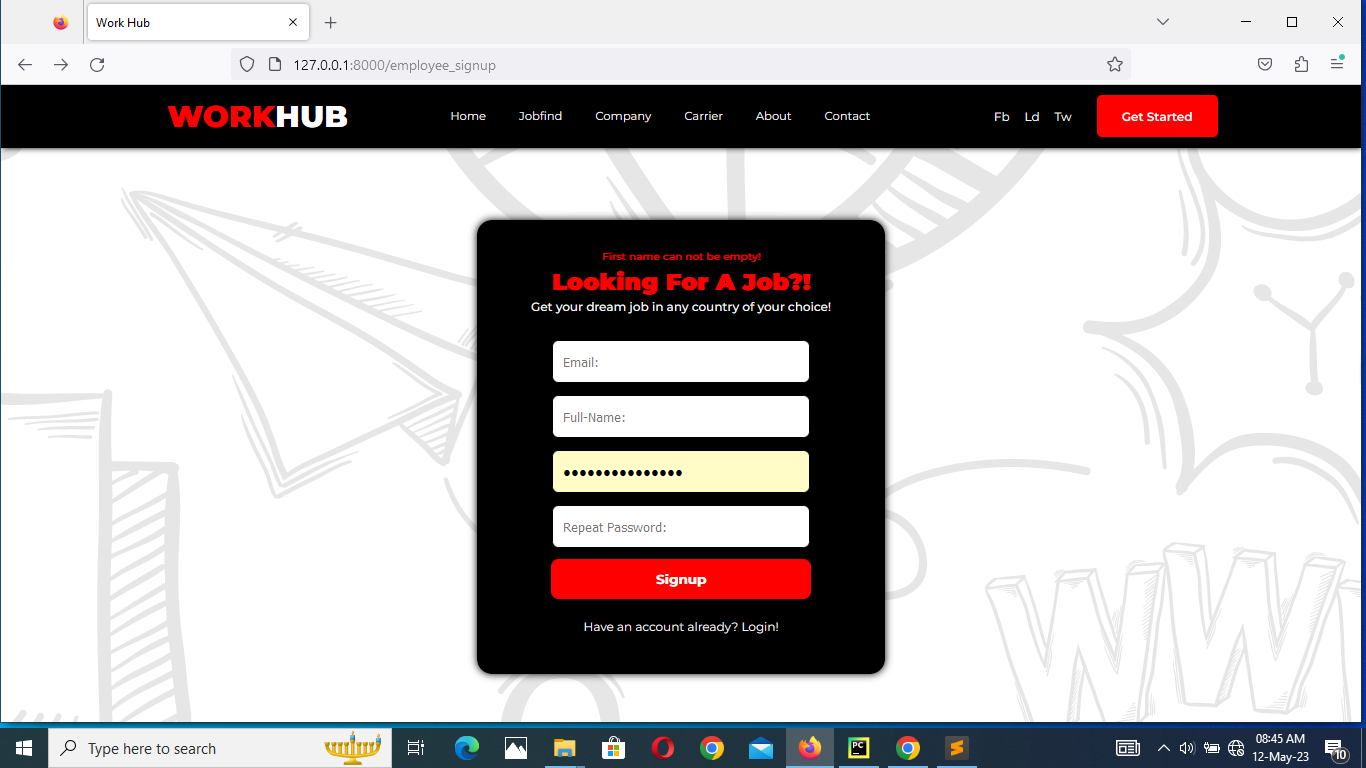 Work Hub
127.0.0.1:8000/employee_signup
WORKHUB
Home
Jobfind
Company
Carrier
About
Contact
Fb
Ld
Tw
Get Started
First name can not be empty!
Looking For A Job?!
Get your dream job in any country of your choice!
Email:
Full-Name:
•••••••••••••••
Repeat Password:
Signup
Have an account already? Login!
WWW
Type here to search
PC
08:45 AM
12-May-23
10